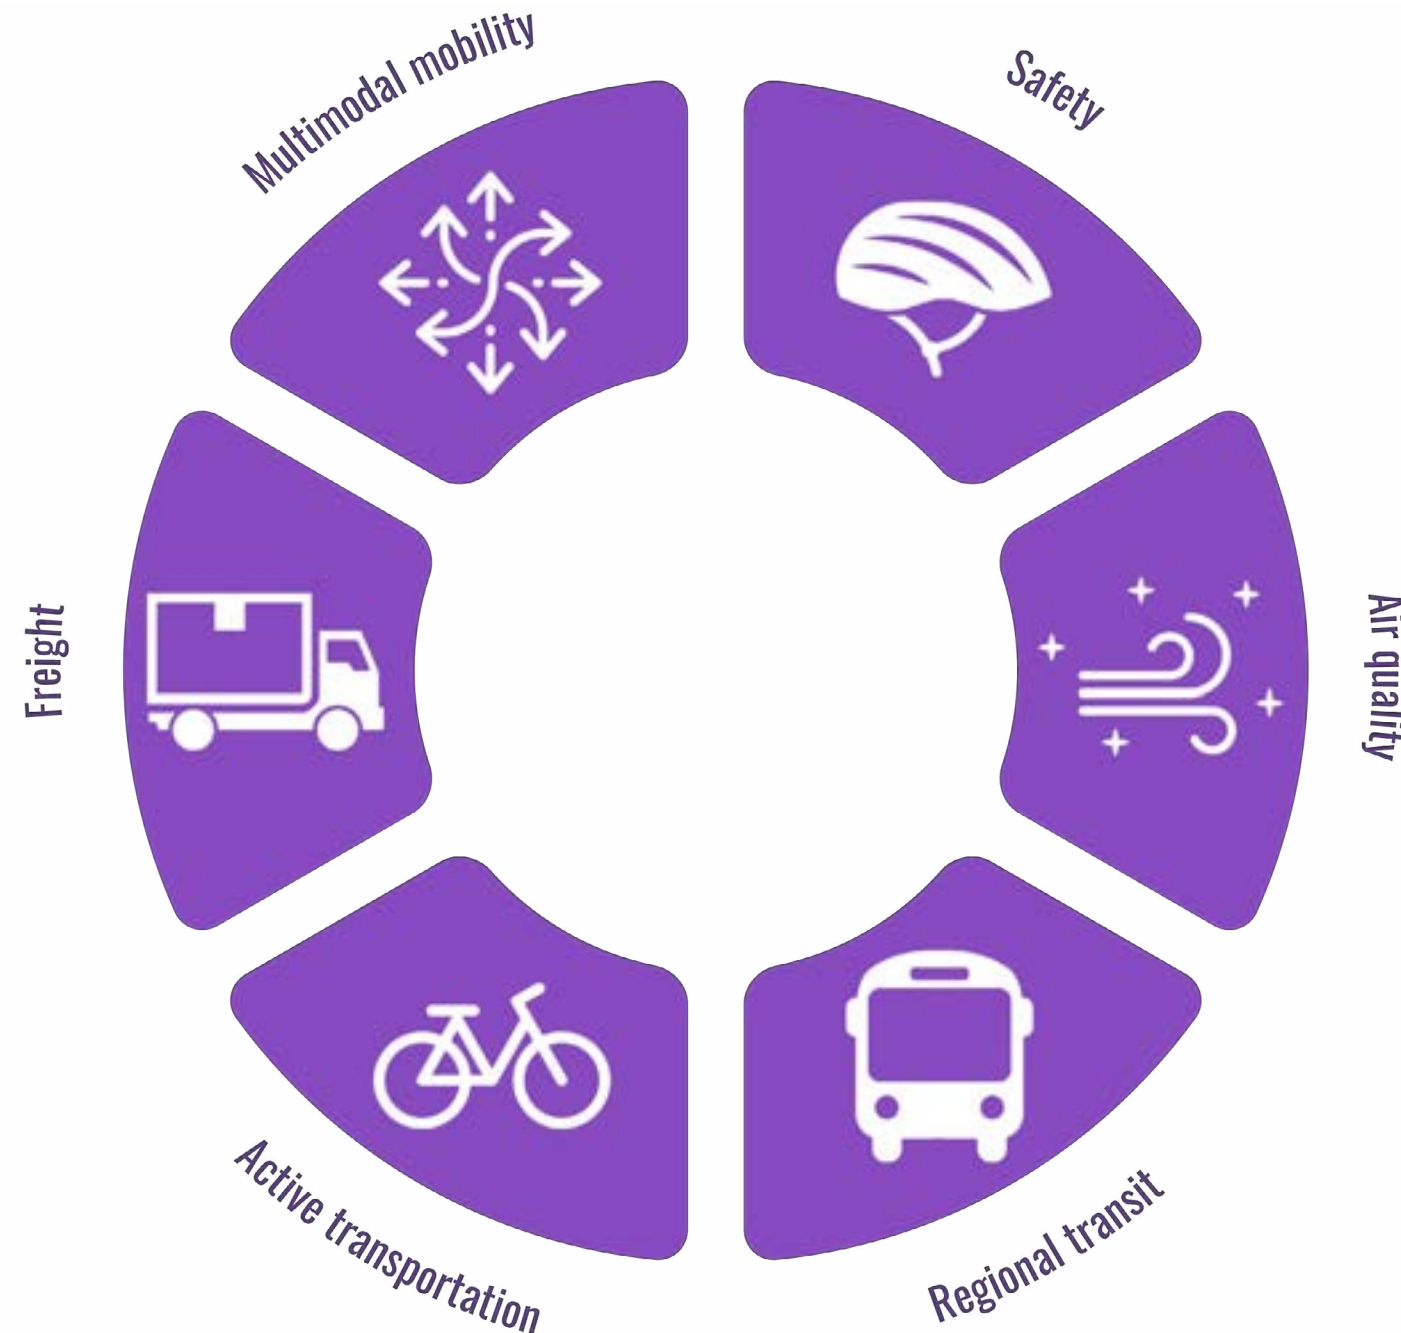 Multimodal mobility
Safety
Air quality
Regional transit
Active transportation
Freight